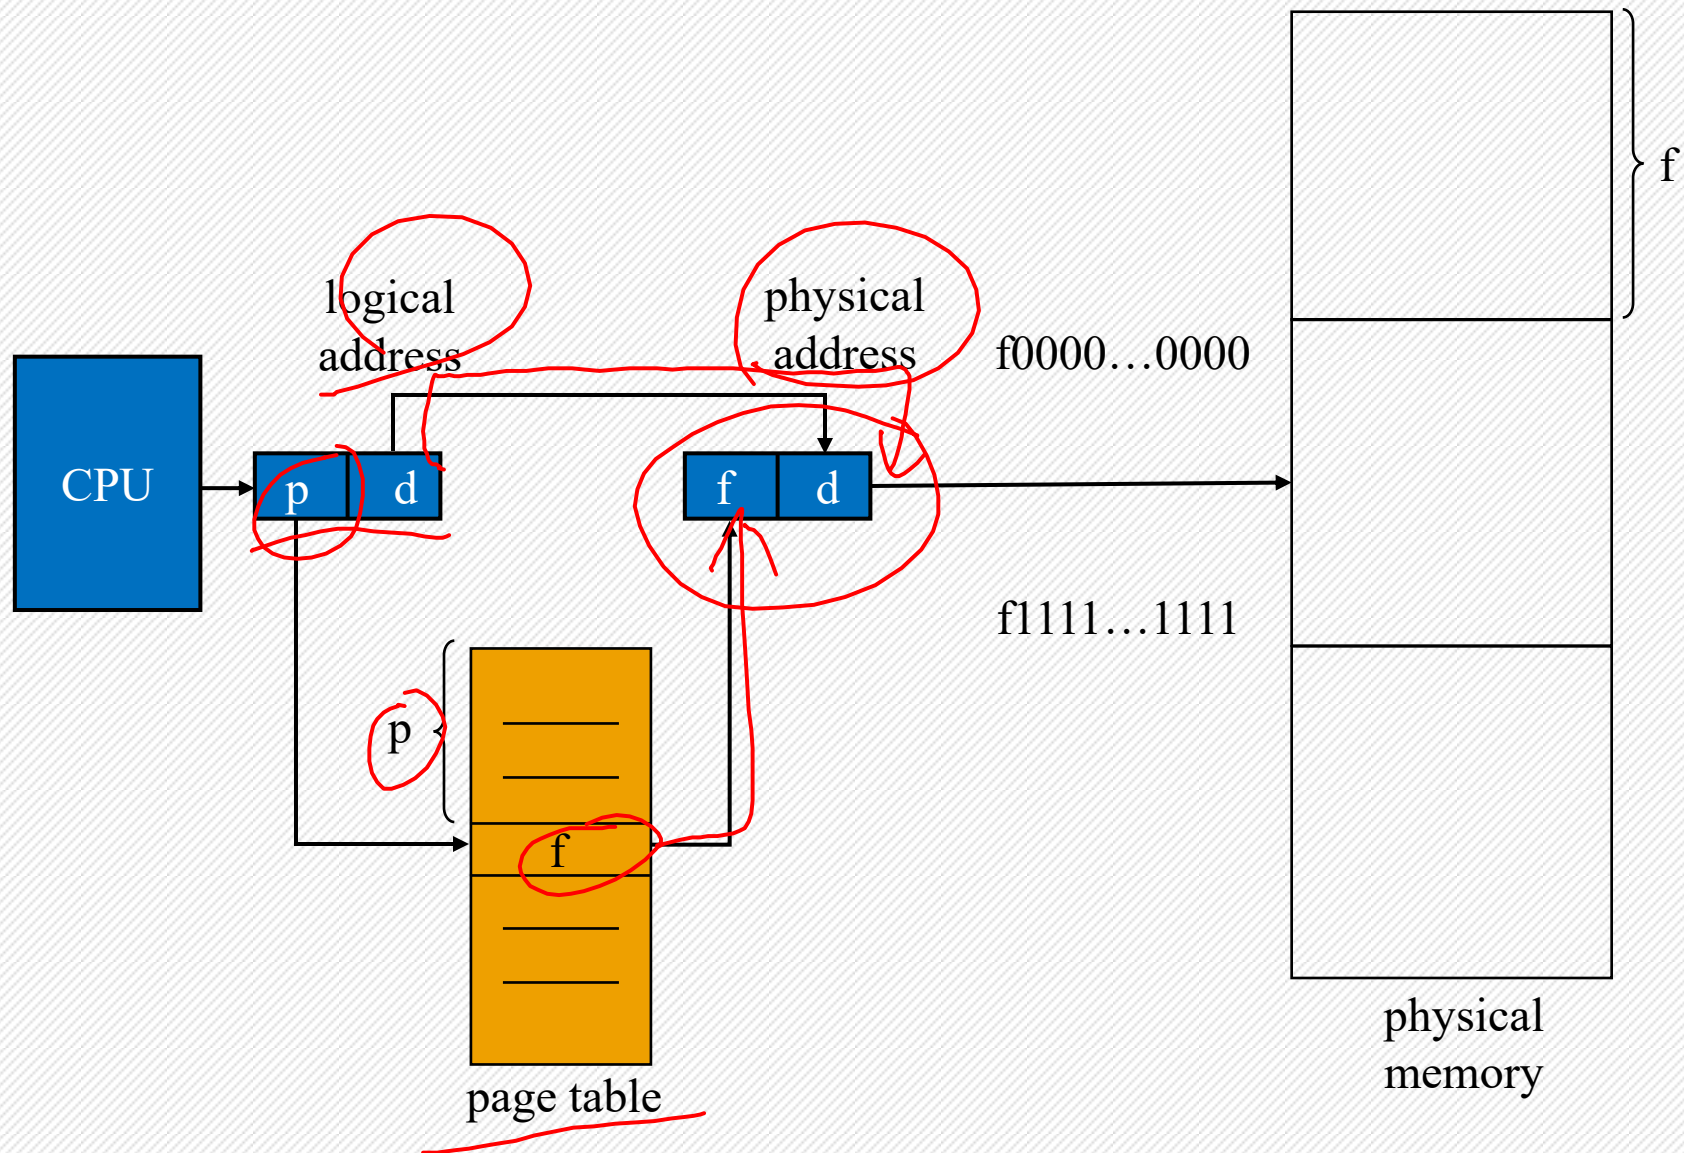 f
logical
address
physical
address
f0000…0000
CPU
p
d
f
d
f1111…1111
p
f
physical
memory
page table